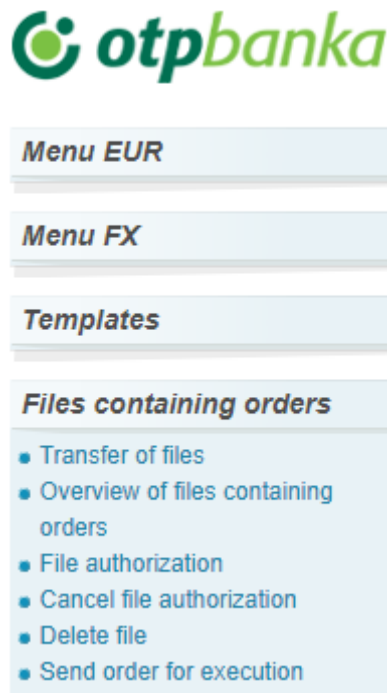 otpbanka
Menu EUR
Menu FX
Templates
Files containing orders
Transfer of files
Overview of files containing
orders
File authorization
Cancel file authorization
Delete file
Send order for execution